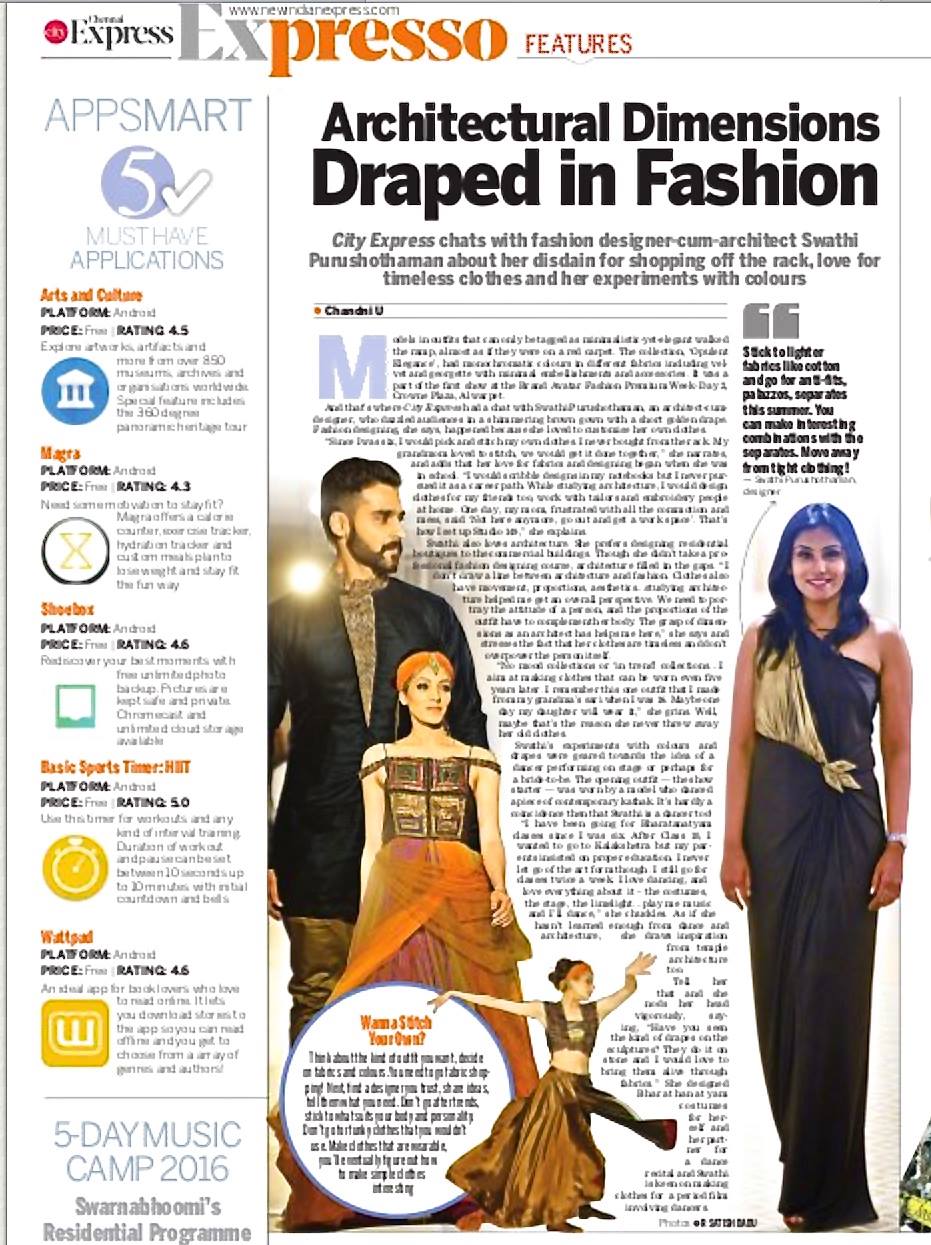 www.newindianexpress.com
city Chennai Express Expresso FEATURES
APPSMART
5
MUST HAVE
APPLICATIONS
Arts and Culture
PLATFORM: Android
PRICE: Free | RATING: 4.5
Explore artworks, artifacts and
more from over 850
museums, archives and
organisations worldwide.
Special feature includes
the 360 degree
panoramic heritage tour
Magra
PLATFORM: Android
PRICE: Free | RATING: 4.3
Need some motivation to stay fit?
Magra offers a calorie
counter, exercise tracker,
hydration tracker and
custom meals plan to
lose weight and stay fit
the fun way
Shoebox
PLATFORM: Android
PRICE: Free | RATING: 4.6
Rediscover your best moments with
free unlimited photo
backup. Pictures are
kept safe and private.
Chromecast and
unlimited cloud storage
available
Basic Sports Timer: HIIT
PLATFORM: Android
PRICE: Free | RATING: 5.0
Use this timer for workouts and any
kind of interval training.
Duration of workout
and pause can be set
between 10 seconds up
to 10 minutes with initial
countdown and bells
Wattpad
PLATFORM: Android
PRICE: Free | RATING: 4.6
An ideal app for book lovers who love
to read online. It lets
you download stories to
the app so you can read
offline and you get to
choose from a array of
genres and authors!
5-DAY MUSIC
CAMP 2016
Swarnabhoomi's
Residential Programme
Architectural Dimensions
Draped in Fashion
City Express chats with fashion designer-cum-architect Swathi
Purushothaman about her disdain for shopping off the rack, love for
timeless clothes and her experiments with colours
Chandni U
Models in outfits that can only be tagged as minimalistic-yet-elegant walked
the ramp, almost as if they were on a red carpet. The collection, 'Opulent
Elegance', had monochromatic colours in different fabrics including vel-
vet and georgette with minimal embellishments and accessories. It was a
part of the first show at the Brand Avatar Fashion Premium Week-Day 2,
Crowne Plaza, Alwarpet.
And that's where City Express had a chat with Swathi Purushothaman, an architect-cum-
designer, who dazzled audiences in a shimmering brown gown with a short golden drape.
Fashion designing, she says, happened because she loved to customise her own clothes.
"Since I was six, I would pick and stitch my own clothes. I never bought from the rack. My
grandmom loved to stitch, we would get it done together," she narrates,
and adds that her love for fabrics and designing began when she was
in school. "I would scribble designs in my notebooks but I never pur-
sued it as a career path. While studying architecture, I would design
clothes for my friends too, work with tailors and embroidery people
at home. One day, my mom, frustrated with all the commotion and
mess, said 'Not here anymore, go out and get a workspace'. That's
how I set up Studio 149," she explains.
Swathi also loves architecture. She prefers designing residential
boutiques to the commercial buildings. Though she didn't take a pro-
fessional fashion designing course, architecture filled in the gaps. "I
don't draw a line between architecture and fashion. Clothes also
have movement, proportions, aesthetics...studying architec-
ture helped me get an overall perspective. We need to por-
tray the attitude of a person, and the proportions of the
outfit have to complement her body. The grasp of dimen-
sions as an architect has helps me here," she says and
stresses the fact that her clothes are timeless and don't
overpower the person itself.
"No mood collections or 'in trend' collections. I
aim at making clothes that can be worn even five
years later. I remember this one outfit that I made
from my grandma's sari when I was 18. Maybe one
day my daughter will wear it," she grins. Well,
maybe that's the reason she never threw away
her old clothes.
Swathi's experiments with colours and
drapes were geared towards the idea of a
dancer performing on stage or perhaps for
a bride-to-be. The opening outfit — the show
starter — was worn by a model who danced
a piece of contemporary kathak. It's hardly a
coincidence then that Swathi is a dancer too!
"I have been going for Bharatanatyam
classes since I was six. After Class 12, I
wanted to go to Kalakshetra but my par-
ents insisted on proper education. I never
let go of the art form though. I still go for
classes twice a week. I love dancing, and
love everything about it - the costumes,
the stage, the limelight...play me music
and I'll dance," she chuckles. As if she
hasn't learned enough from dance and
architecture, she draws inspiration
from temple
architecture
too.
Tell her
that and she
nods her head
vigorously, say-
ing, "Have you seen
the kind of drapes on the
sculptures? They do it on
stone and I would love to
bring them alive through
fabrics." She designed
Bharatanatyam
costumes
for her-
self and
her part-
ner for
a dance
recital and Swathi
is keen on making
clothes for a period film
involving dancers.
Photos ● R SATISH BABU
Stick to lighter
fabrics like cotton
and go for anti-fits,
palazzos, separates
this summer. You
can make interesting
combinations with the
separates. Move away
from tight clothing!
— Swathi Purushothaman,
designer
Wanna Stitch
Your Own?
Think about the kind of outfit you want, decide
on fabrics and colours. You need to go fabric shop-
ping! Next, find a designer you trust, share ideas,
tell them what you need. Don't go after trends,
stick to what suits your body and personality.
Don't go for funky clothes that you wouldn't
use. Make clothes that are wearable,
you'll eventually figure out how
to make simple clothes
interesting